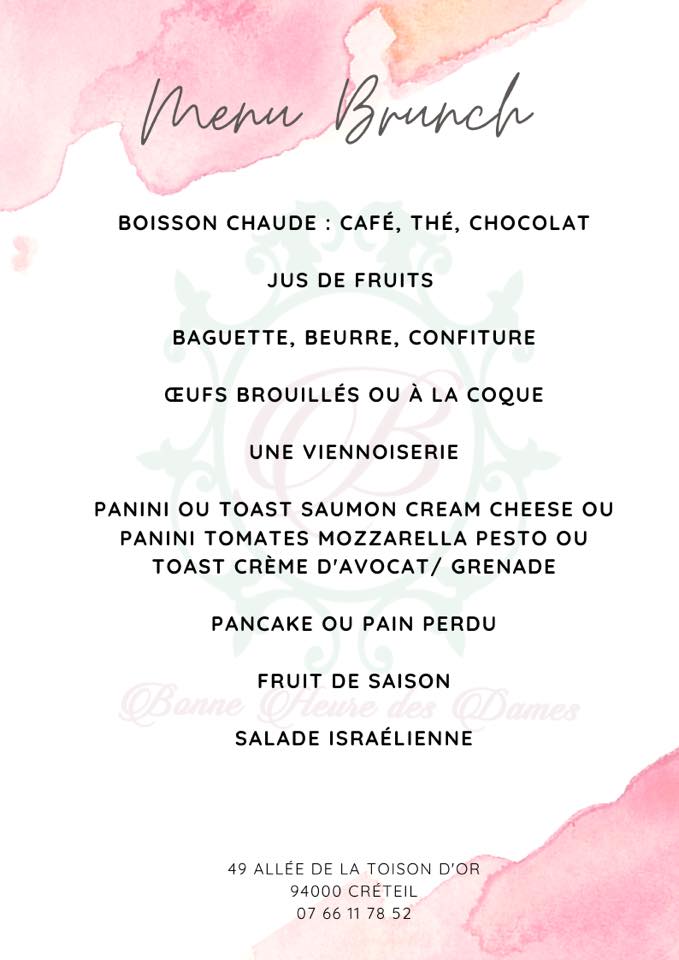 Menu Brunch
BOISSON CHAUDE : CAFÉ, THÉ, CHOCOLAT
JUS DE FRUITS
BAGUETTE, BEURRE, CONFITURE
ŒUFS BROUILLÉS OU À LA COQUE
B
UNE VIENNOISERIE
PANINI OU TOAST SAUMON CREAM CHEESE OU
PANINI TOMATES MOZZARELLA PESTO OU
TOAST CRÈME D'AVOCAT/ GRENADE
PANCAKE OU PAIN PERDU
FRUIT DE SAISON
Bonne Heure des Dames
SALADE ISRAÉLIENNE
49 ALLÉE DE LA TOISON D'OR
94000 CRÉTEIL
07 66 11 78 52